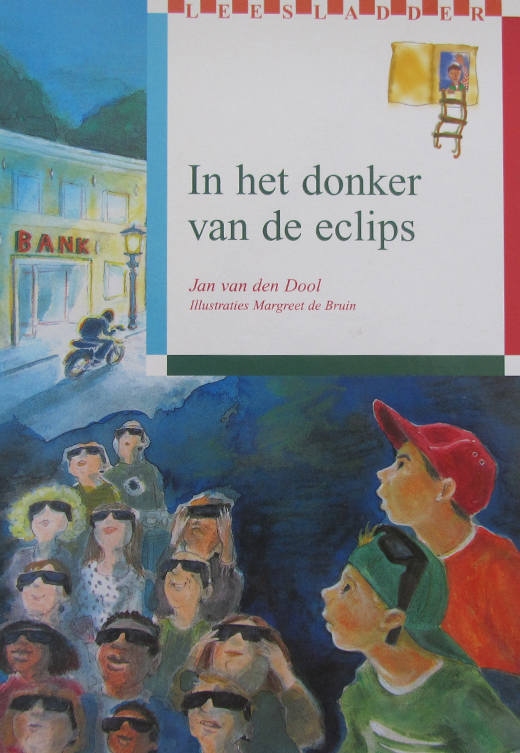 LEESLADDER
In het donker
van de eclips
Jan van den Dool
Illustraties Margreet de Bruin
BANK